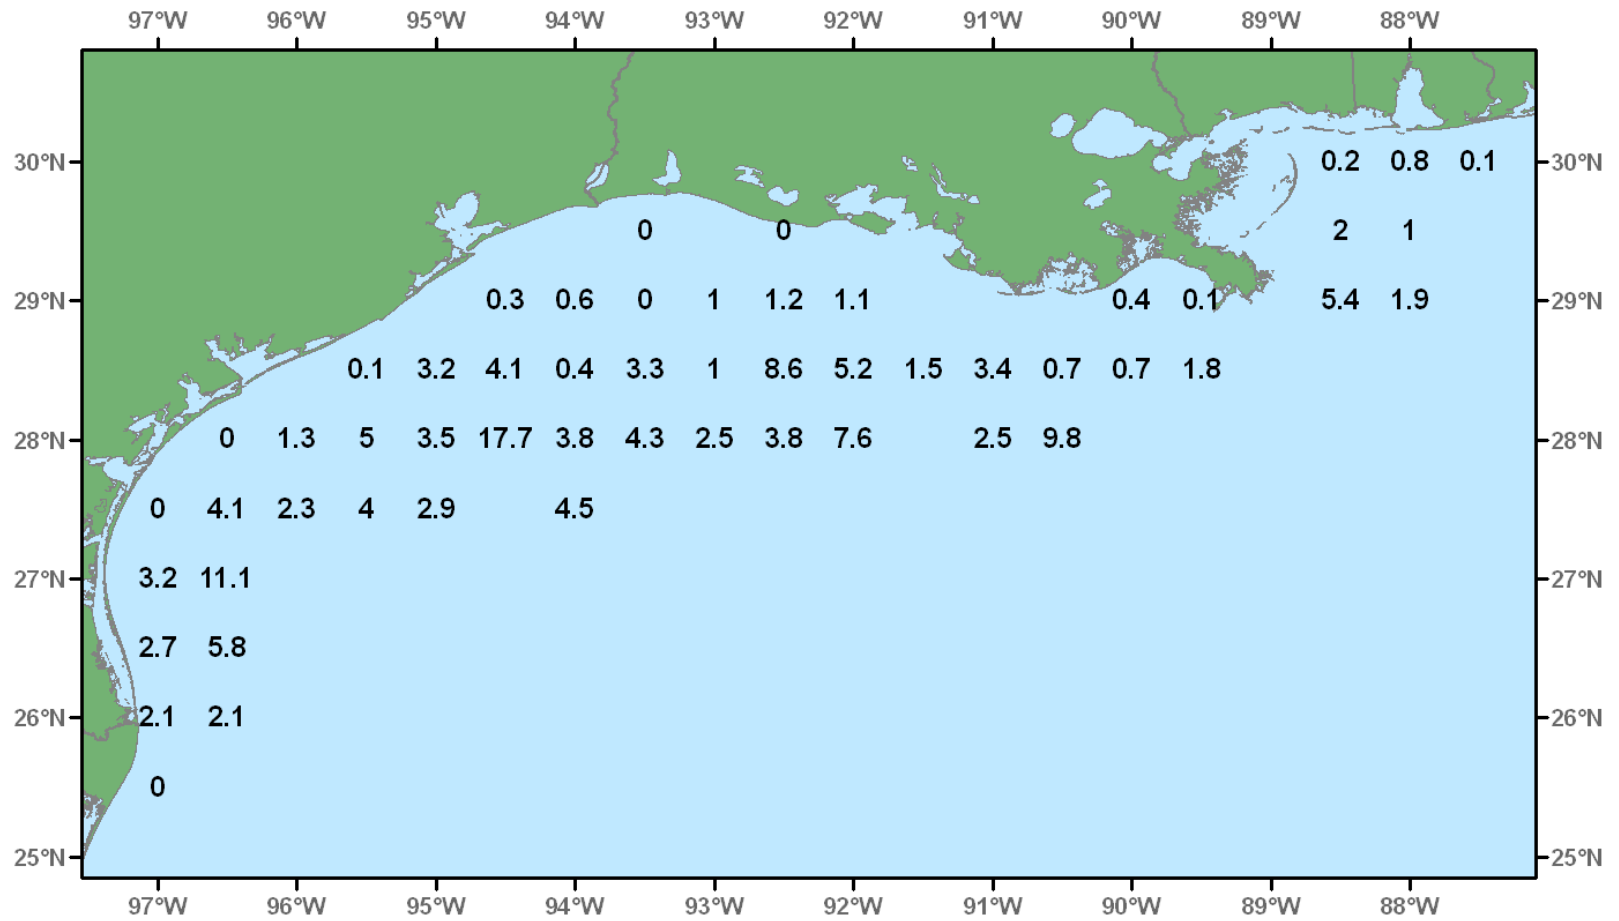 97°W 96°W 95°W 94°W 93°W 92°W 91°W 90°W 89°W 88°W
30°N 0.2 0.8 0.1 30°N
0 0 2 1
29°N 0.3 0.6 0 1 1.2 1.1 0.4 0.1 5.4 1.9 29°N
0.1 3.2 4.1 0.4 3.3 1 8.6 5.2 1.5 3.4 0.7 0.7 1.8
28°N 0 1.3 5 3.5 17.7 3.8 4.3 2.5 3.8 7.6 2.5 9.8 28°N
0 4.1 2.3 4 2.9 4.5
27°N 3.2 11.1 27°N
2.7 5.8
26°N 2.1 2.1 26°N
0
25°N 25°N
97°W 96°W 95°W 94°W 93°W 92°W 91°W 90°W 89°W 88°W